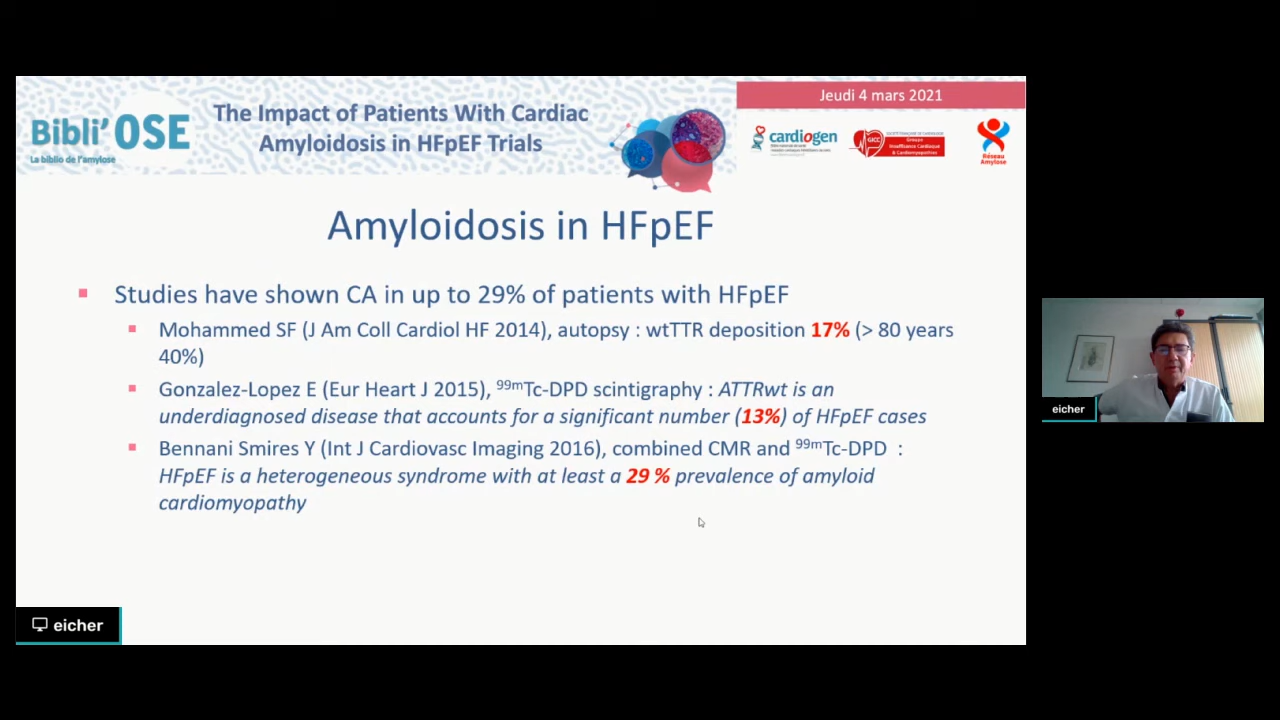 Bibli'OSE
La biblio de l'amylose
The Impact of Patients With Cardiac
Amyloidosis in HFpEF Trials
Jeudi 4 mars 2021
cardiogen
GICC
Groupe
Insuffisance Cardiaque
& Cardiomyopathies
Réseau
Amylose
Amyloidosis in HFpEF
▪ Studies have shown CA in up to 29% of patients with HFpEF
▪ Mohammed SF (J Am Coll Cardiol HF 2014), autopsy : wtTTR deposition 17% (> 80 years
40%)
▪ Gonzalez-Lopez E (Eur Heart J 2015), 99mTc-DPD scintigraphy : ATTRwt is an
underdiagnosed disease that accounts for a significant number (13%) of HFpEF cases
▪ Bennani Smires Y (Int J Cardiovasc Imaging 2016), combined CMR and 99mTc-DPD :
HFpEF is a heterogeneous syndrome with at least a 29 % prevalence of amyloid
cardiomyopathy
eicher
eicher